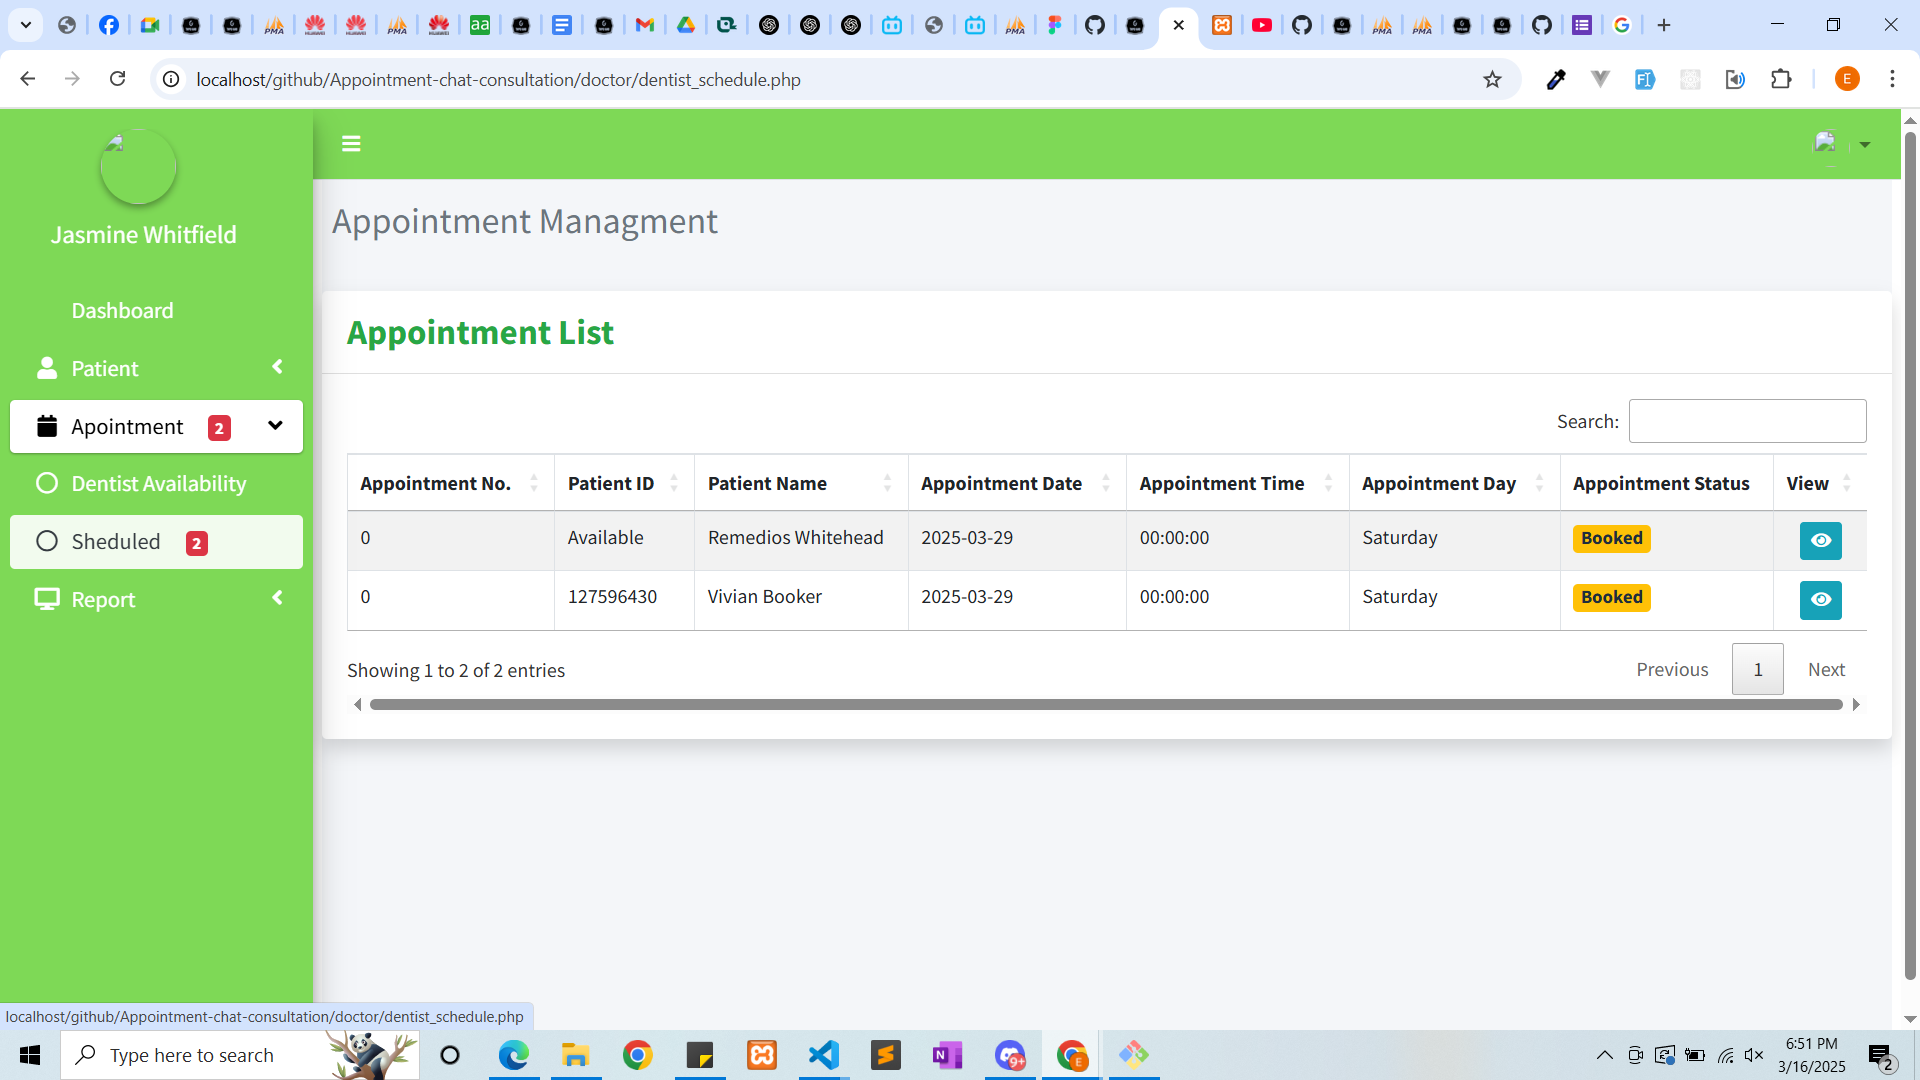 localhost/github/Appointment-chat-consultation/doctor/dentist_schedule.php
E
Jasmine Whitfield
Dashboard
Patient
Apointment 2
Dentist Availability
Sheduled 2
Report
Appointment Managment
Appointment List
Search:
Appointment No. Patient ID Patient Name Appointment Date Appointment Time Appointment Day Appointment Status View
0 Available Remedios Whitehead 2025-03-29 00:00:00 Saturday Booked
0 127596430 Vivian Booker 2025-03-29 00:00:00 Saturday Booked
Showing 1 to 2 of 2 entries
Previous 1 Next
localhost/github/Appointment-chat-consultation/doctor/dentist_schedule.php
Type here to search
9+
E
6:51 PM
3/16/2025
2